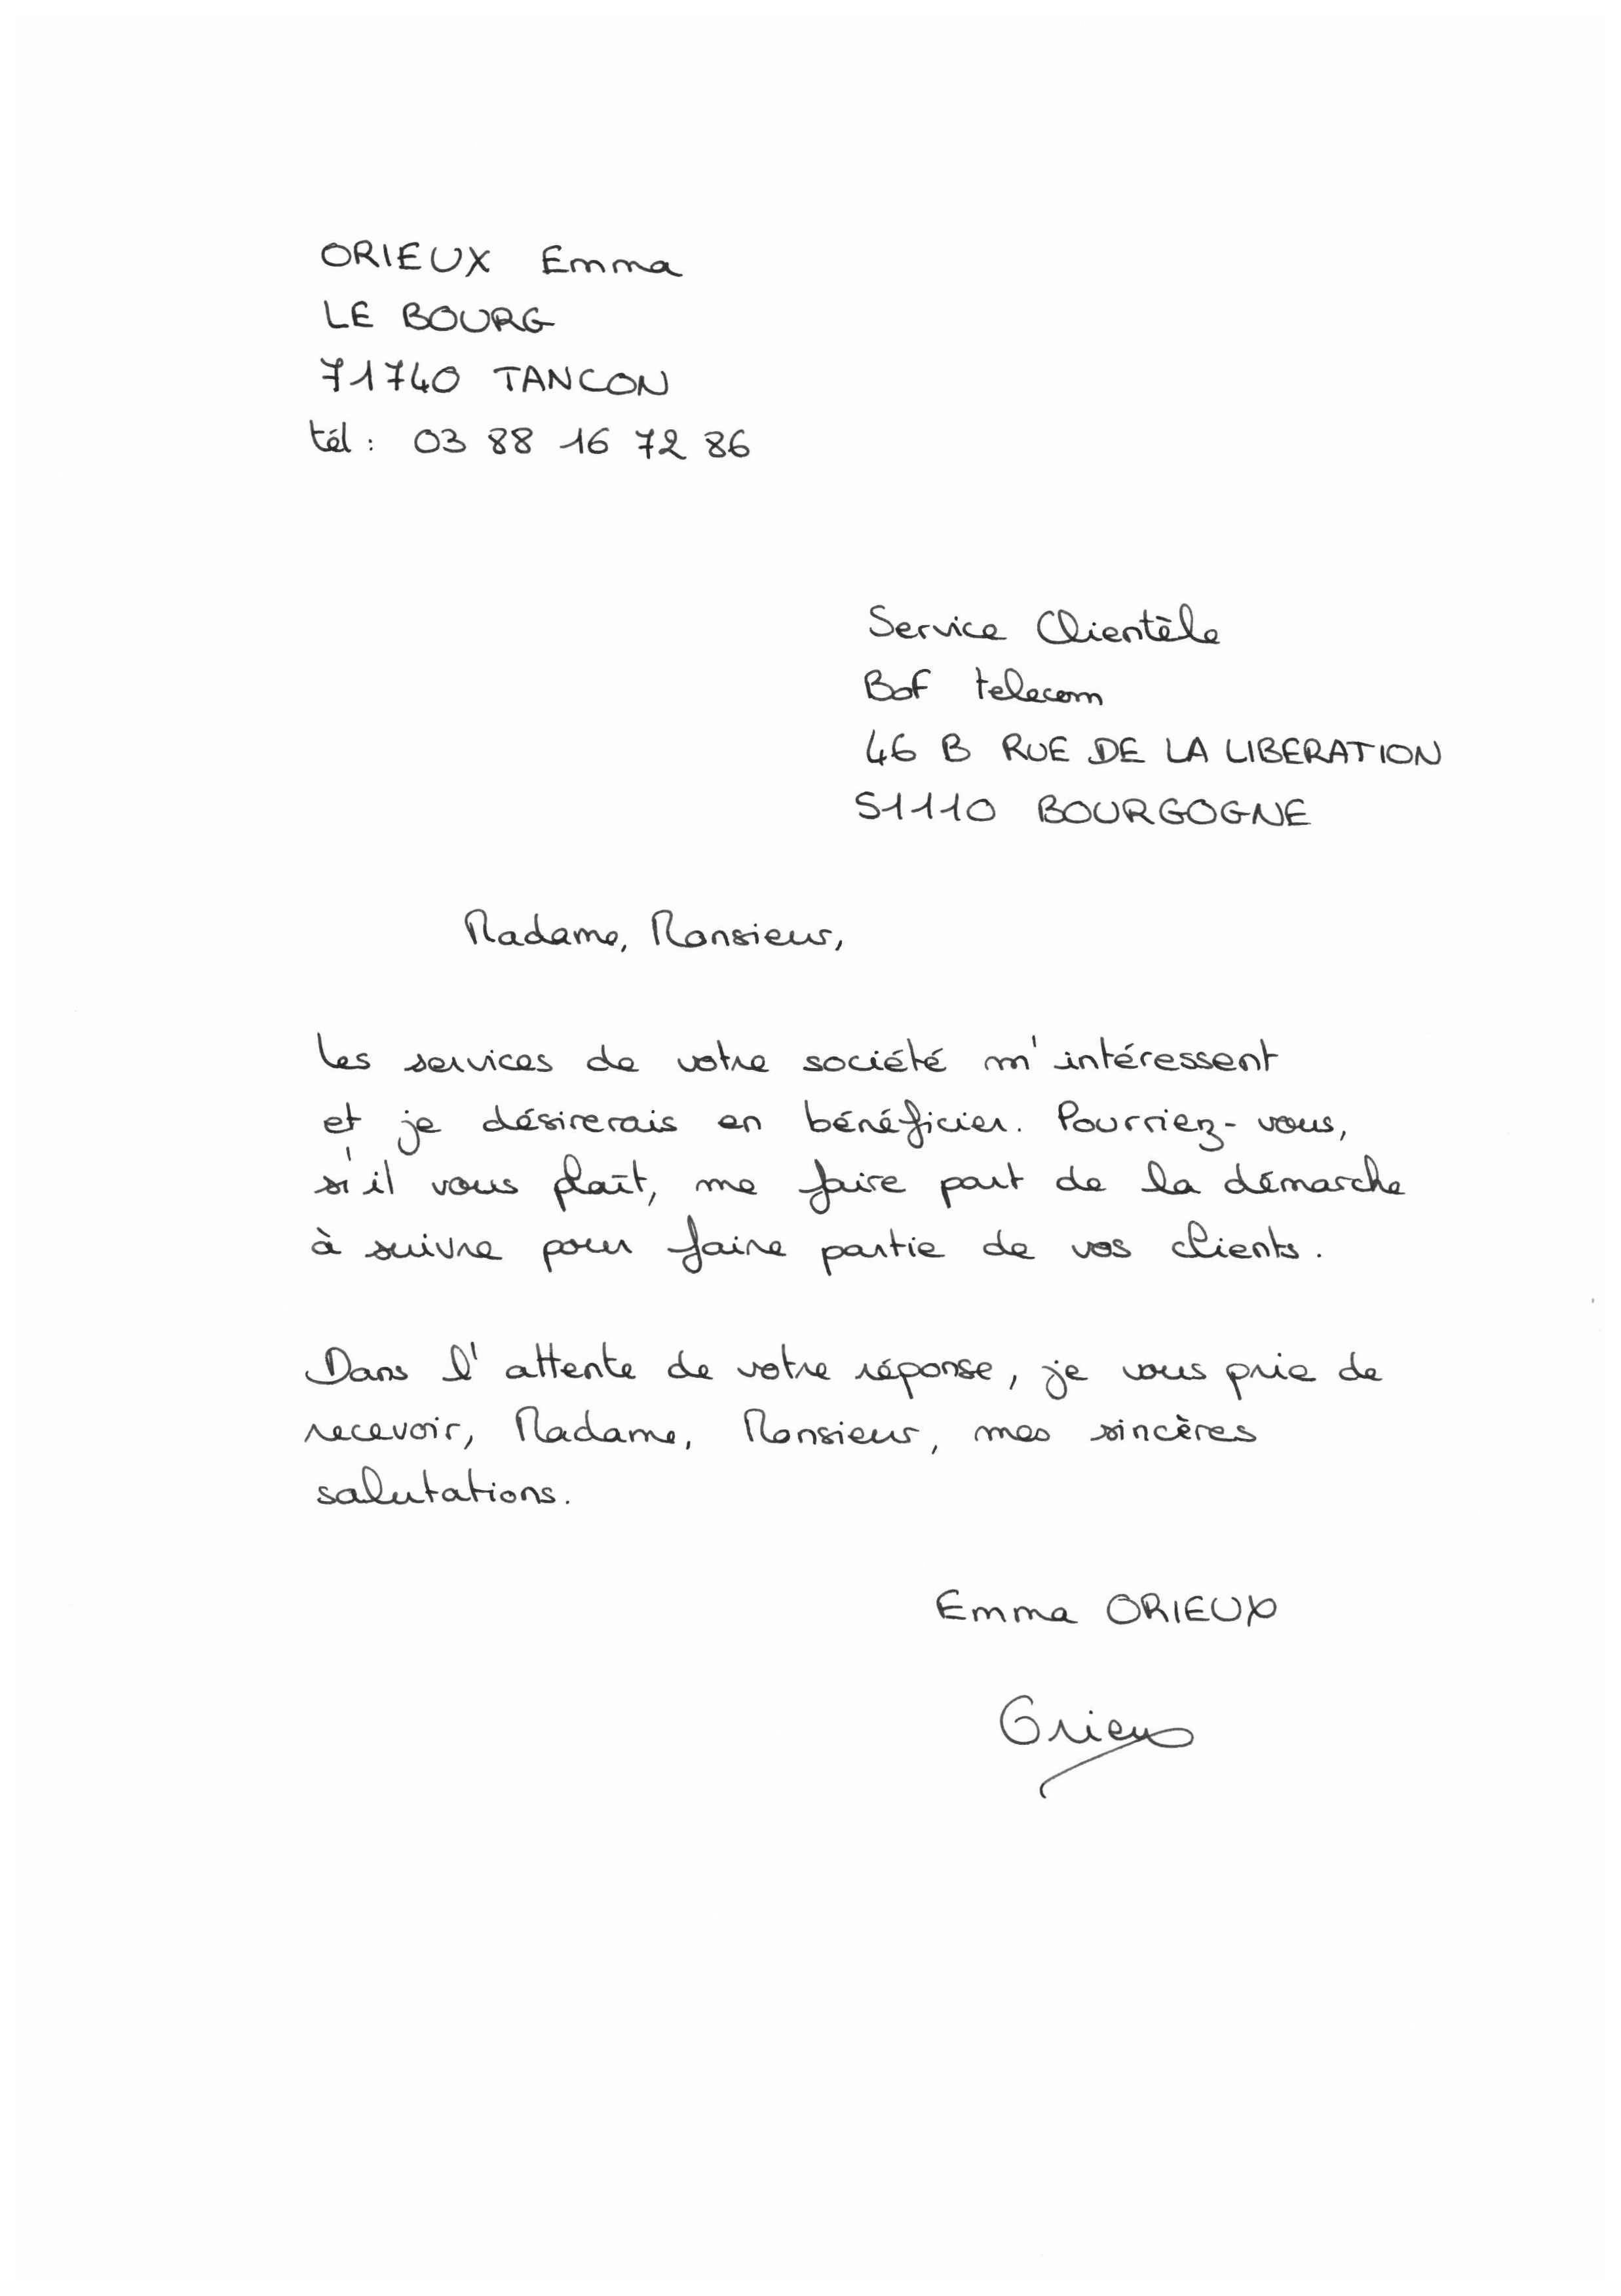 ORIEUX Emma
LE BOURG
71740 TANCON
tél : 03 88 16 72 86
Service Clientèle
Bof telecom
46 B RUE DE LA LIBERATION
51110 BOURGOGNE
Madame, Monsieur,
Les services de votre société m'intéressent
et je désirerais en bénéficier. Pourriez-vous,
s'il vous plaît, me faire part de la démarche
à suivre pour faire partie de vos clients.
Dans l'attente de votre réponse, je vous prie de
recevoir, Madame, Monsieur, mes sincères
salutations.
Emma ORIEUX
Orieux